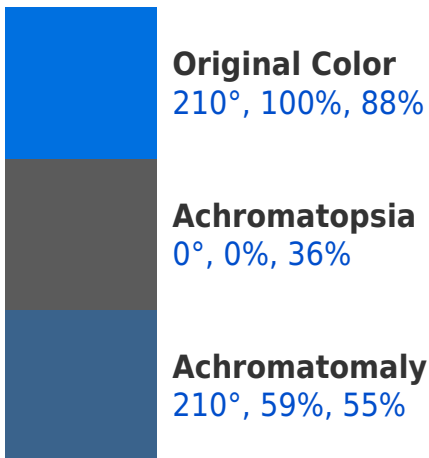 Original Color
210°, 100%, 88%
Achromatopsia
0°, 0%, 36%
Achromatomaly
210°, 59%, 55%